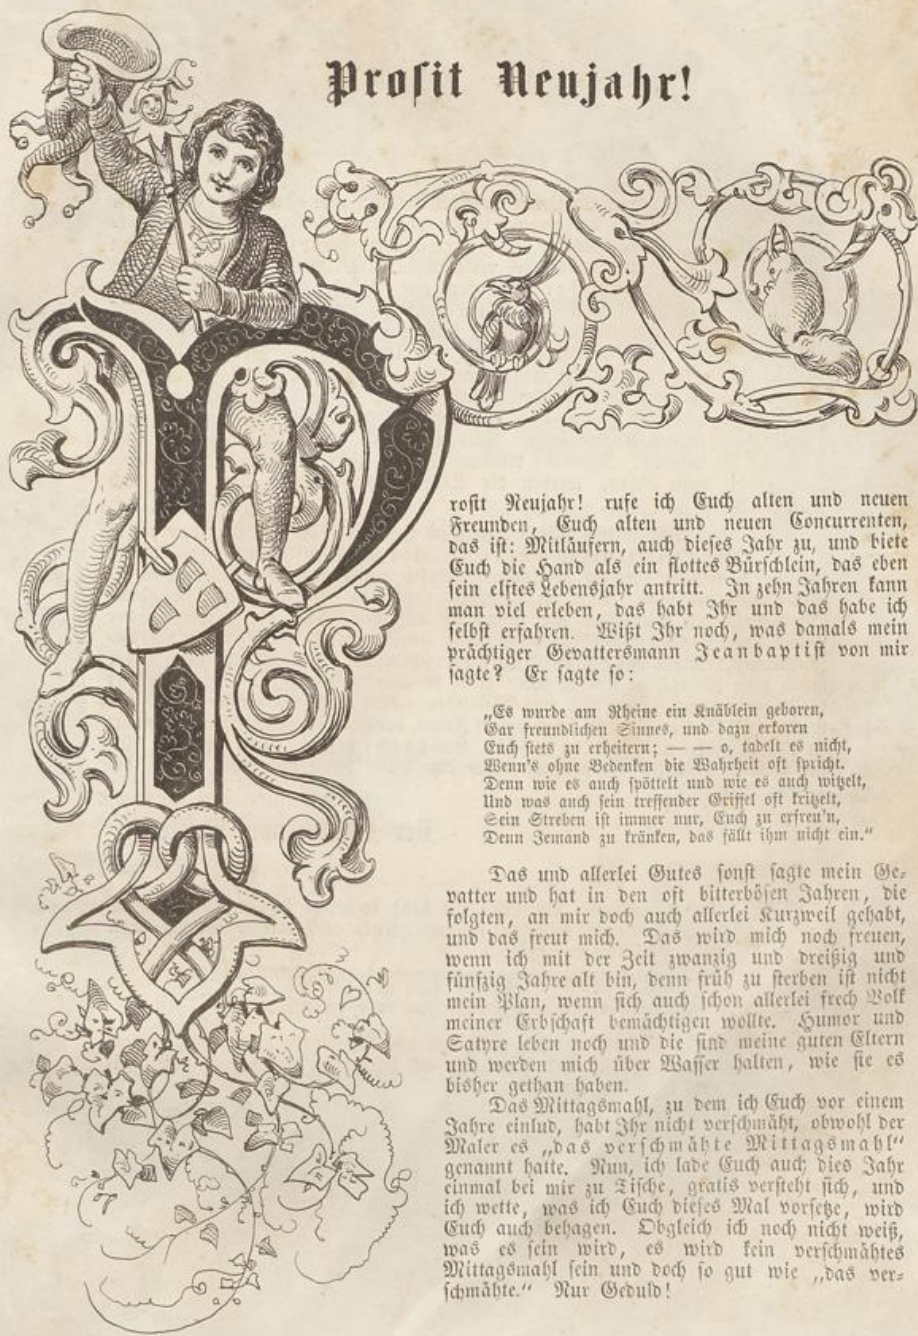 Prosit Neujahr!
Prosit Neujahr! rufe ich Euch alten und neuen
Freunden, Euch alten und neuen Concurrenten,
das ist: Mitläufern, auch dieses Jahr zu, und biete
Euch die Hand als ein flottes Bürschlein, das eben
sein elftes Lebensjahr antritt. In zehn Jahren kann
man viel erleben, das habt Ihr und das habe ich
selbst erfahren. Wißt Ihr noch, was damals mein
prächtiger Gevattersmann Jeanbaptist von mir
sagte? Er sagte so:
„Es wurde am Rheine ein Knäblein geboren,
Gar freundlichen Sinnes, und dazu erkoren
Euch stets zu erheitern; — — o, tadelt es nicht,
Wenn's ohne Bedenken die Wahrheit oft spricht.
Denn wie es auch spöttelt und wie es auch witzelt,
Und was auch sein treffender Griffel oft kritzelt,
Sein Streben ist immer nur, Euch zu erfreu'n,
Denn Jemand zu kränken, das fällt ihm nicht ein.“
Das und allerlei Gutes sonst sagte mein Ge-
vatter und hat in den oft bitterbösen Jahren, die
folgten, an mir doch auch allerlei Kurzweil gehabt,
und das freut mich. Das wird mich noch freuen,
wenn ich mit der Zeit zwanzig und dreißig und
fünfzig Jahre alt bin, denn früh zu sterben ist nicht
mein Plan, wenn sich auch schon allerlei frech Volk
meiner Erbschaft bemächtigen wollte. Humor und
Satyre leben noch und die sind meine guten Eltern
und werden mich über Wasser halten, wie sie es
bisher gethan haben.
Das Mittagsmahl, zu dem ich Euch vor einem
Jahre einlud, habt Ihr nicht verschmäht, obwohl der
Maler es „das verschmähte Mittagsmahl“
genannt hatte. Nun, ich lade Euch auch dies Jahr
einmal bei mir zu Tische, gratis versteht sich, und
ich wette, was ich Euch dieses Mal vorsetze, wird
Euch auch behagen. Obgleich ich noch nicht weiß,
was es sein wird, es wird kein verschmähtes
Mittagsmahl sein und doch so gut wie „das ver-
schmähte.“ Nur Geduld!